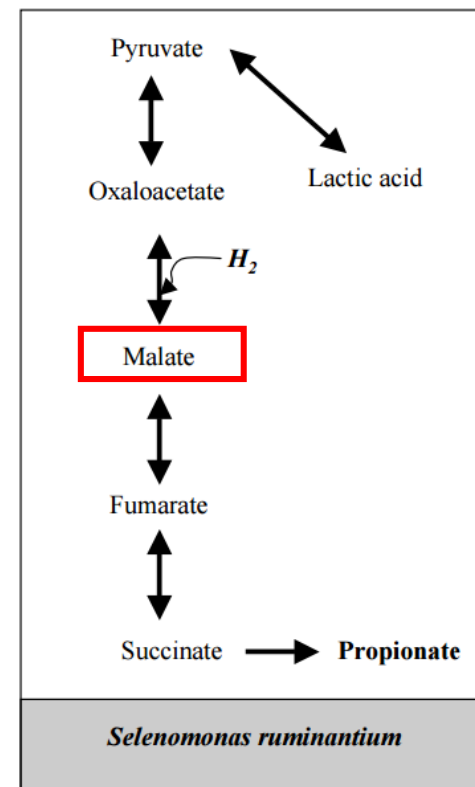 Pyruvate
Lactic acid
Oxaloacetate
H2
Malate
Fumarate
Succinate
Propionate
Selenomonas ruminantium